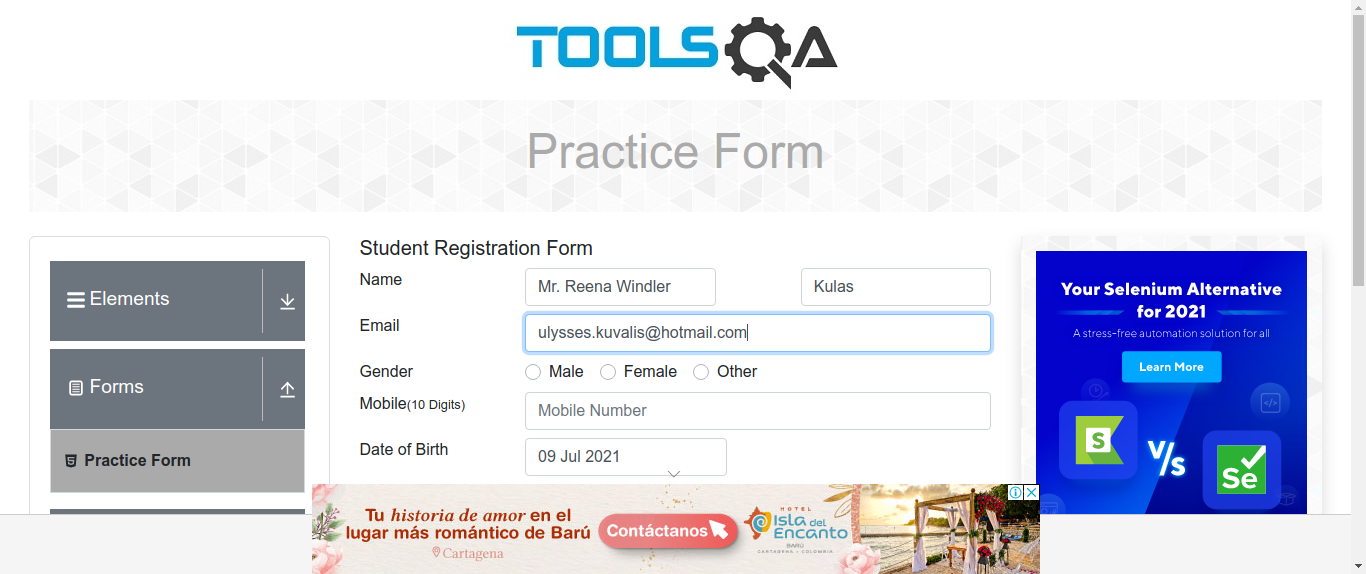 TOOLSQA
Practice Form
Elements
Forms
Practice Form
Student Registration Form
Name
Mr. Reena Windler
Kulas
Email
ulysses.kuvalis@hotmail.com
Gender
Male
Female
Other
Mobile(10 Digits)
Mobile Number
Date of Birth
09 Jul 2021
Your Selenium Alternative
for 2021
A stress-free automation solution for all
Learn More
S
V/s
Se
Tu historia de amor en el
lugar más romántico de Barú
Cartagena
Contáctanos
HOTEL
Isla del
Encanto
BARÚ
CARTAGENA - COLOMBIA